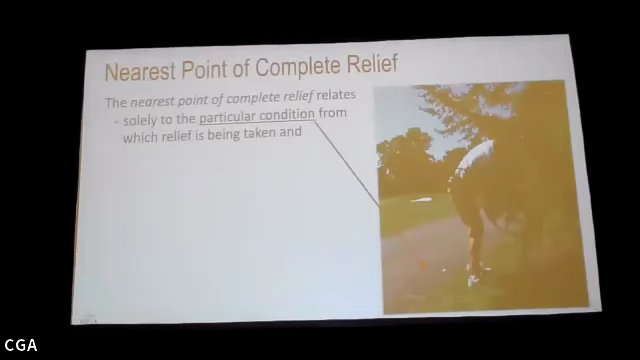 Nearest Point of Complete Relief
The nearest point of complete relief relates
- solely to the particular condition from
which relief is being taken and
CGA